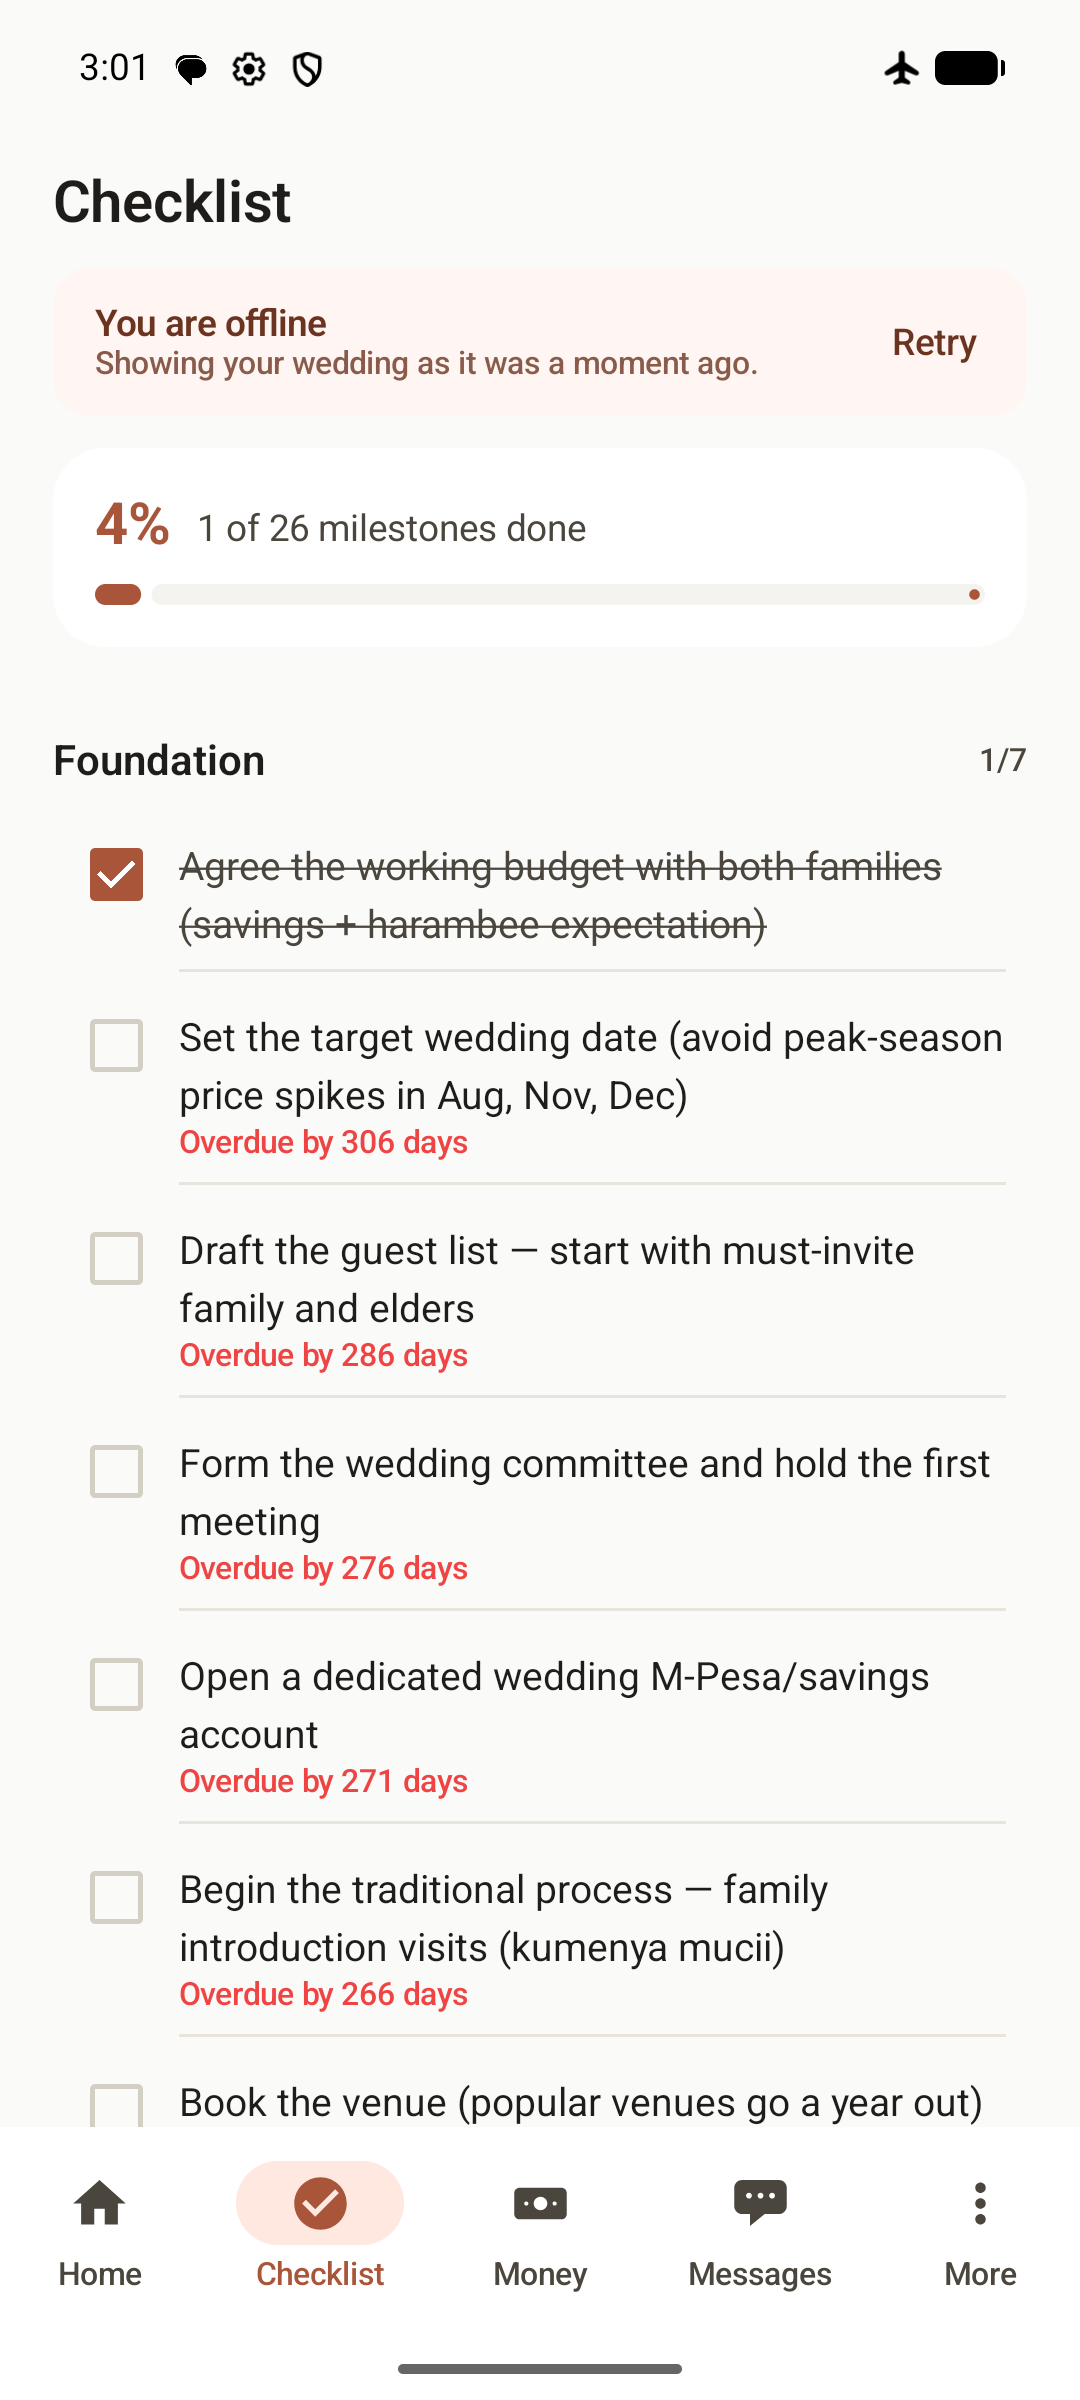 3:01
Checklist
You are offline
Showing your wedding as it was a moment ago.
Retry
4% 1 of 26 milestones done
Foundation 1/7
Agree the working budget with both families
(savings + harambee expectation)
Set the target wedding date (avoid peak-season
price spikes in Aug, Nov, Dec)
Overdue by 306 days
Draft the guest list — start with must-invite
family and elders
Overdue by 286 days
Form the wedding committee and hold the first
meeting
Overdue by 276 days
Open a dedicated wedding M-Pesa/savings
account
Overdue by 271 days
Begin the traditional process — family
introduction visits (kumenya mucii)
Overdue by 266 days
Book the venue (popular venues go a year out)
Home Checklist Money Messages More